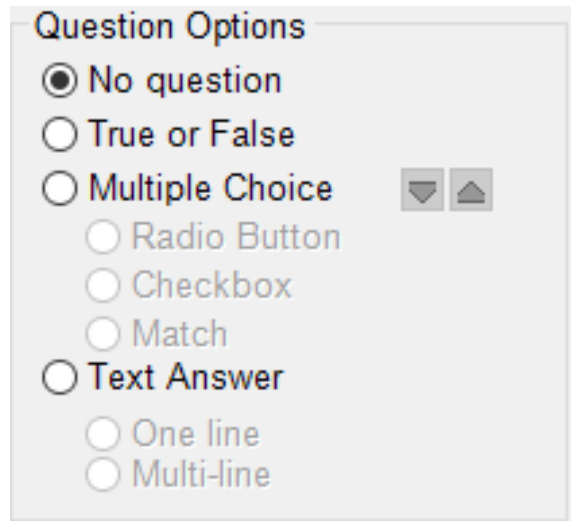 Question Options
No question
True or False
Multiple Choice
Radio Button
Checkbox
Match
Text Answer
One line
Multi-line